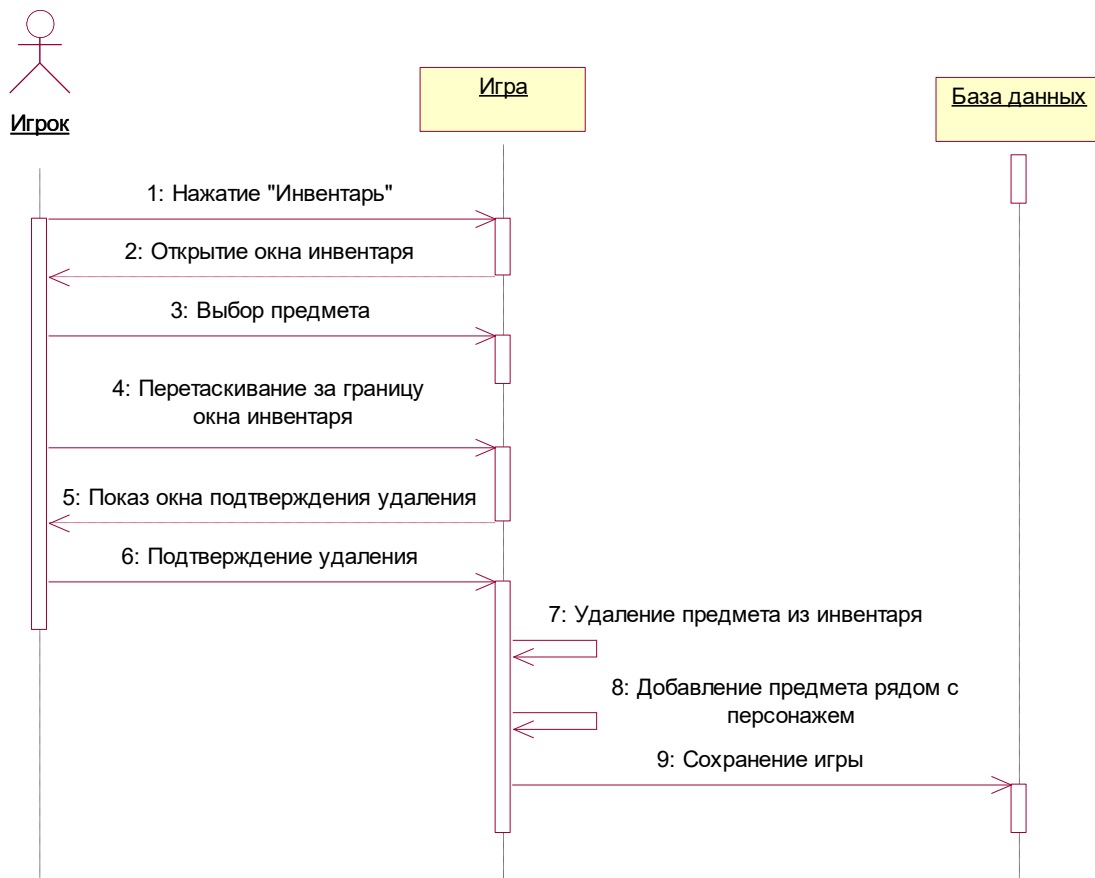 Игрок
Игра
База данных
1: Нажатие "Инвентарь"
2: Открытие окна инвентаря
3: Выбор предмета
4: Перетаскивание за границу
окна инвентаря
5: Показ окна подтверждения удаления
6: Подтверждение удаления
7: Удаление предмета из инвентаря
8: Добавление предмета рядом с
персонажем
9: Сохранение игры